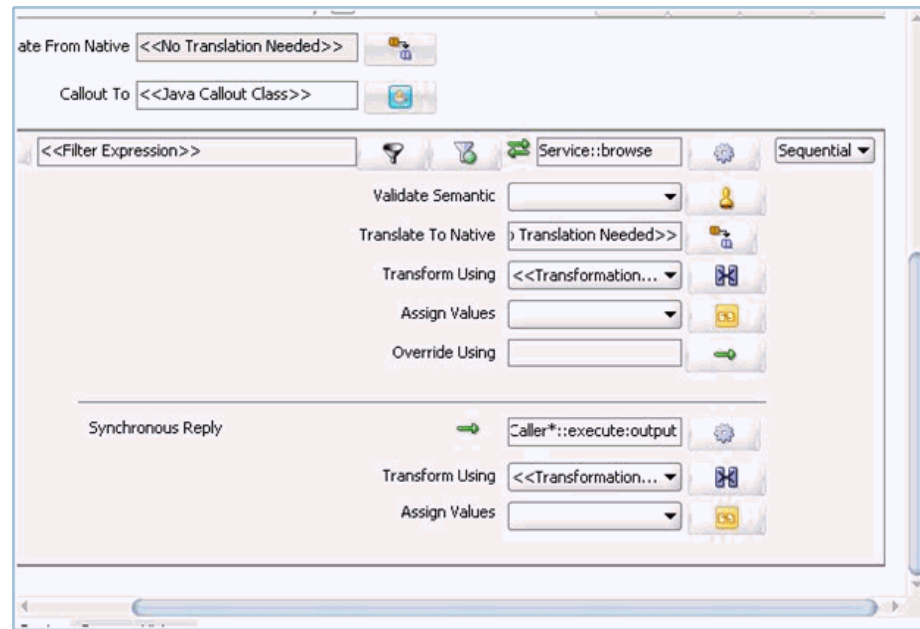 ate From Native <<No Translation Needed>>
Callout To <<Java Callout Class>>
<<Filter Expression>> Service::browse Sequential
Validate Semantic
Translate To Native Translation Needed>>
Transform Using <<Transformation...
Assign Values
Override Using
Synchronous Reply Caller*::execute:output
Transform Using <<Transformation...
Assign Values